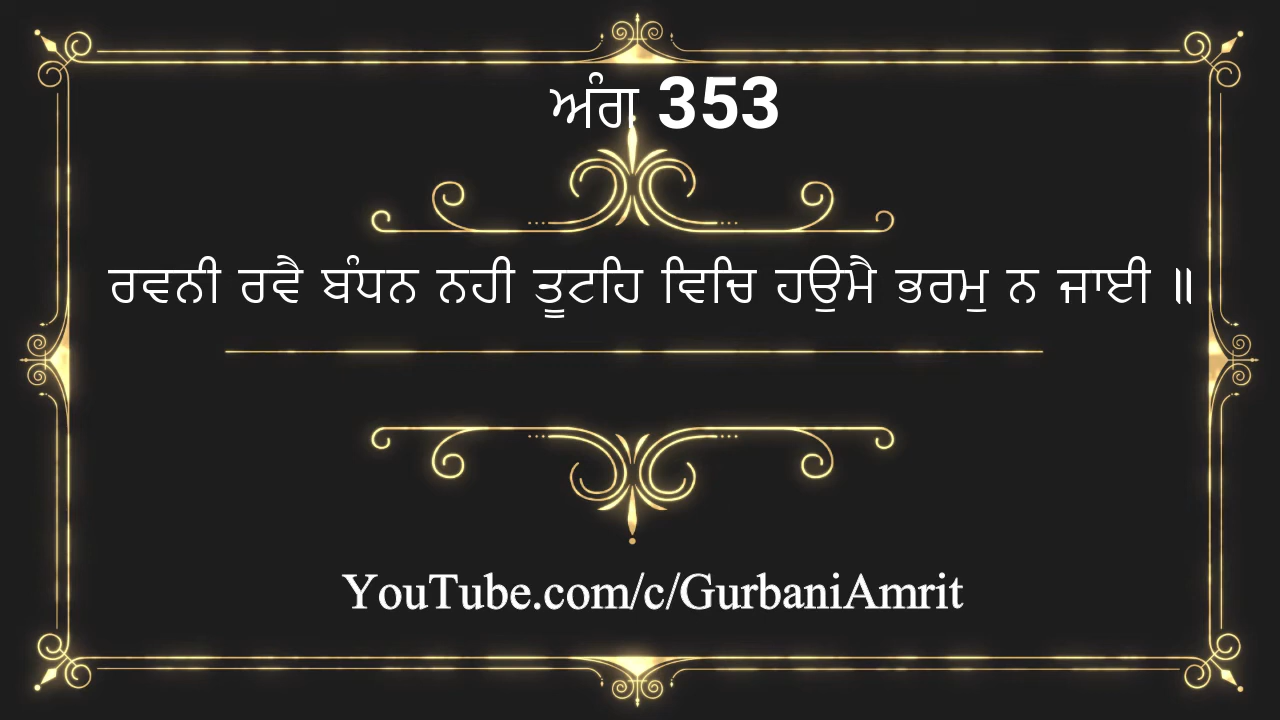 ਅੰਗ 353
ਰਵਨੀ ਰਵੈ ਬੰਧਨ ਨਹੀ ਤੂਟਹਿ ਵਿਚਿ ਹਉਮੈ ਭਰਮੁ ਨ ਜਾਈ ॥
YouTube.com/c/GurbaniAmrit